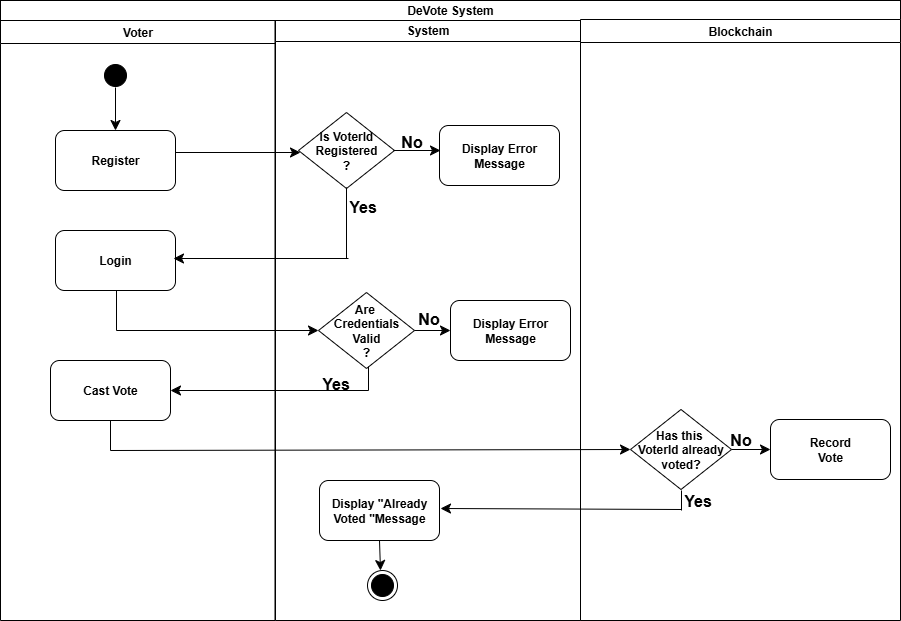 DeVote System
Voter
System
Blockchain
Register
Is VoterId
Registered
?
No
Display Error
Message
Yes
Login
Are
Credentials
Valid
?
No
Display Error
Message
Yes
Cast Vote
Has this
VoterId already
voted?
No
Record
Vote
Yes
Display "Already
Voted "Message